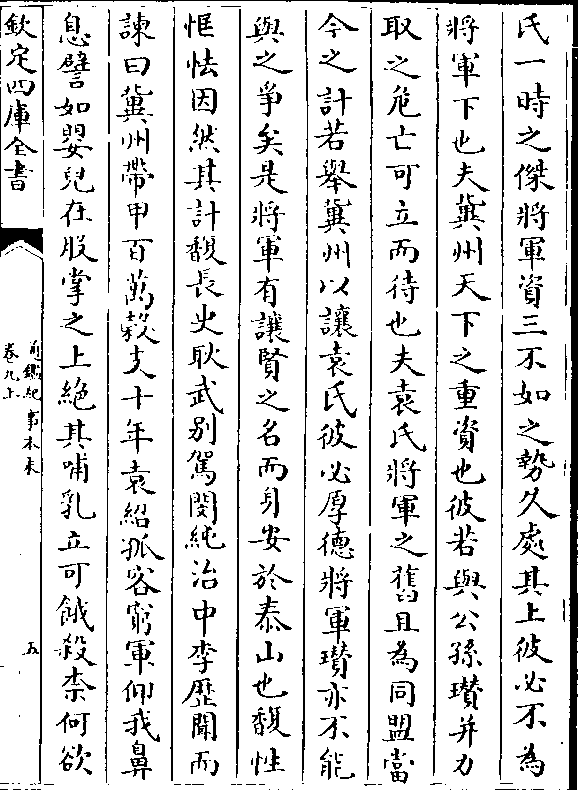 氏一時之傑將軍資三不如之勢久處其上彼必不為
將軍下也夫冀州天下之重資也彼若與公孫瓚并力
取之危亡可立而待也夫袁氏將軍之舊且為同盟當
今之計若舉冀州以讓袁氏彼必厚德將軍瓚亦不能
與之爭矣是將軍有讓賢之名而身安於泰山也馥性
恇怯因然其計馥長史耿武别駕閔純治中李歷聞而
諫曰冀州帶甲百萬榖支十年袁紹孤客窮軍仰我鼻
息譬如嬰兒在股掌之上絶其哺乳立可餓殺柰何欲
欽定四庫全書
通鑑紀事本末
卷九上
五